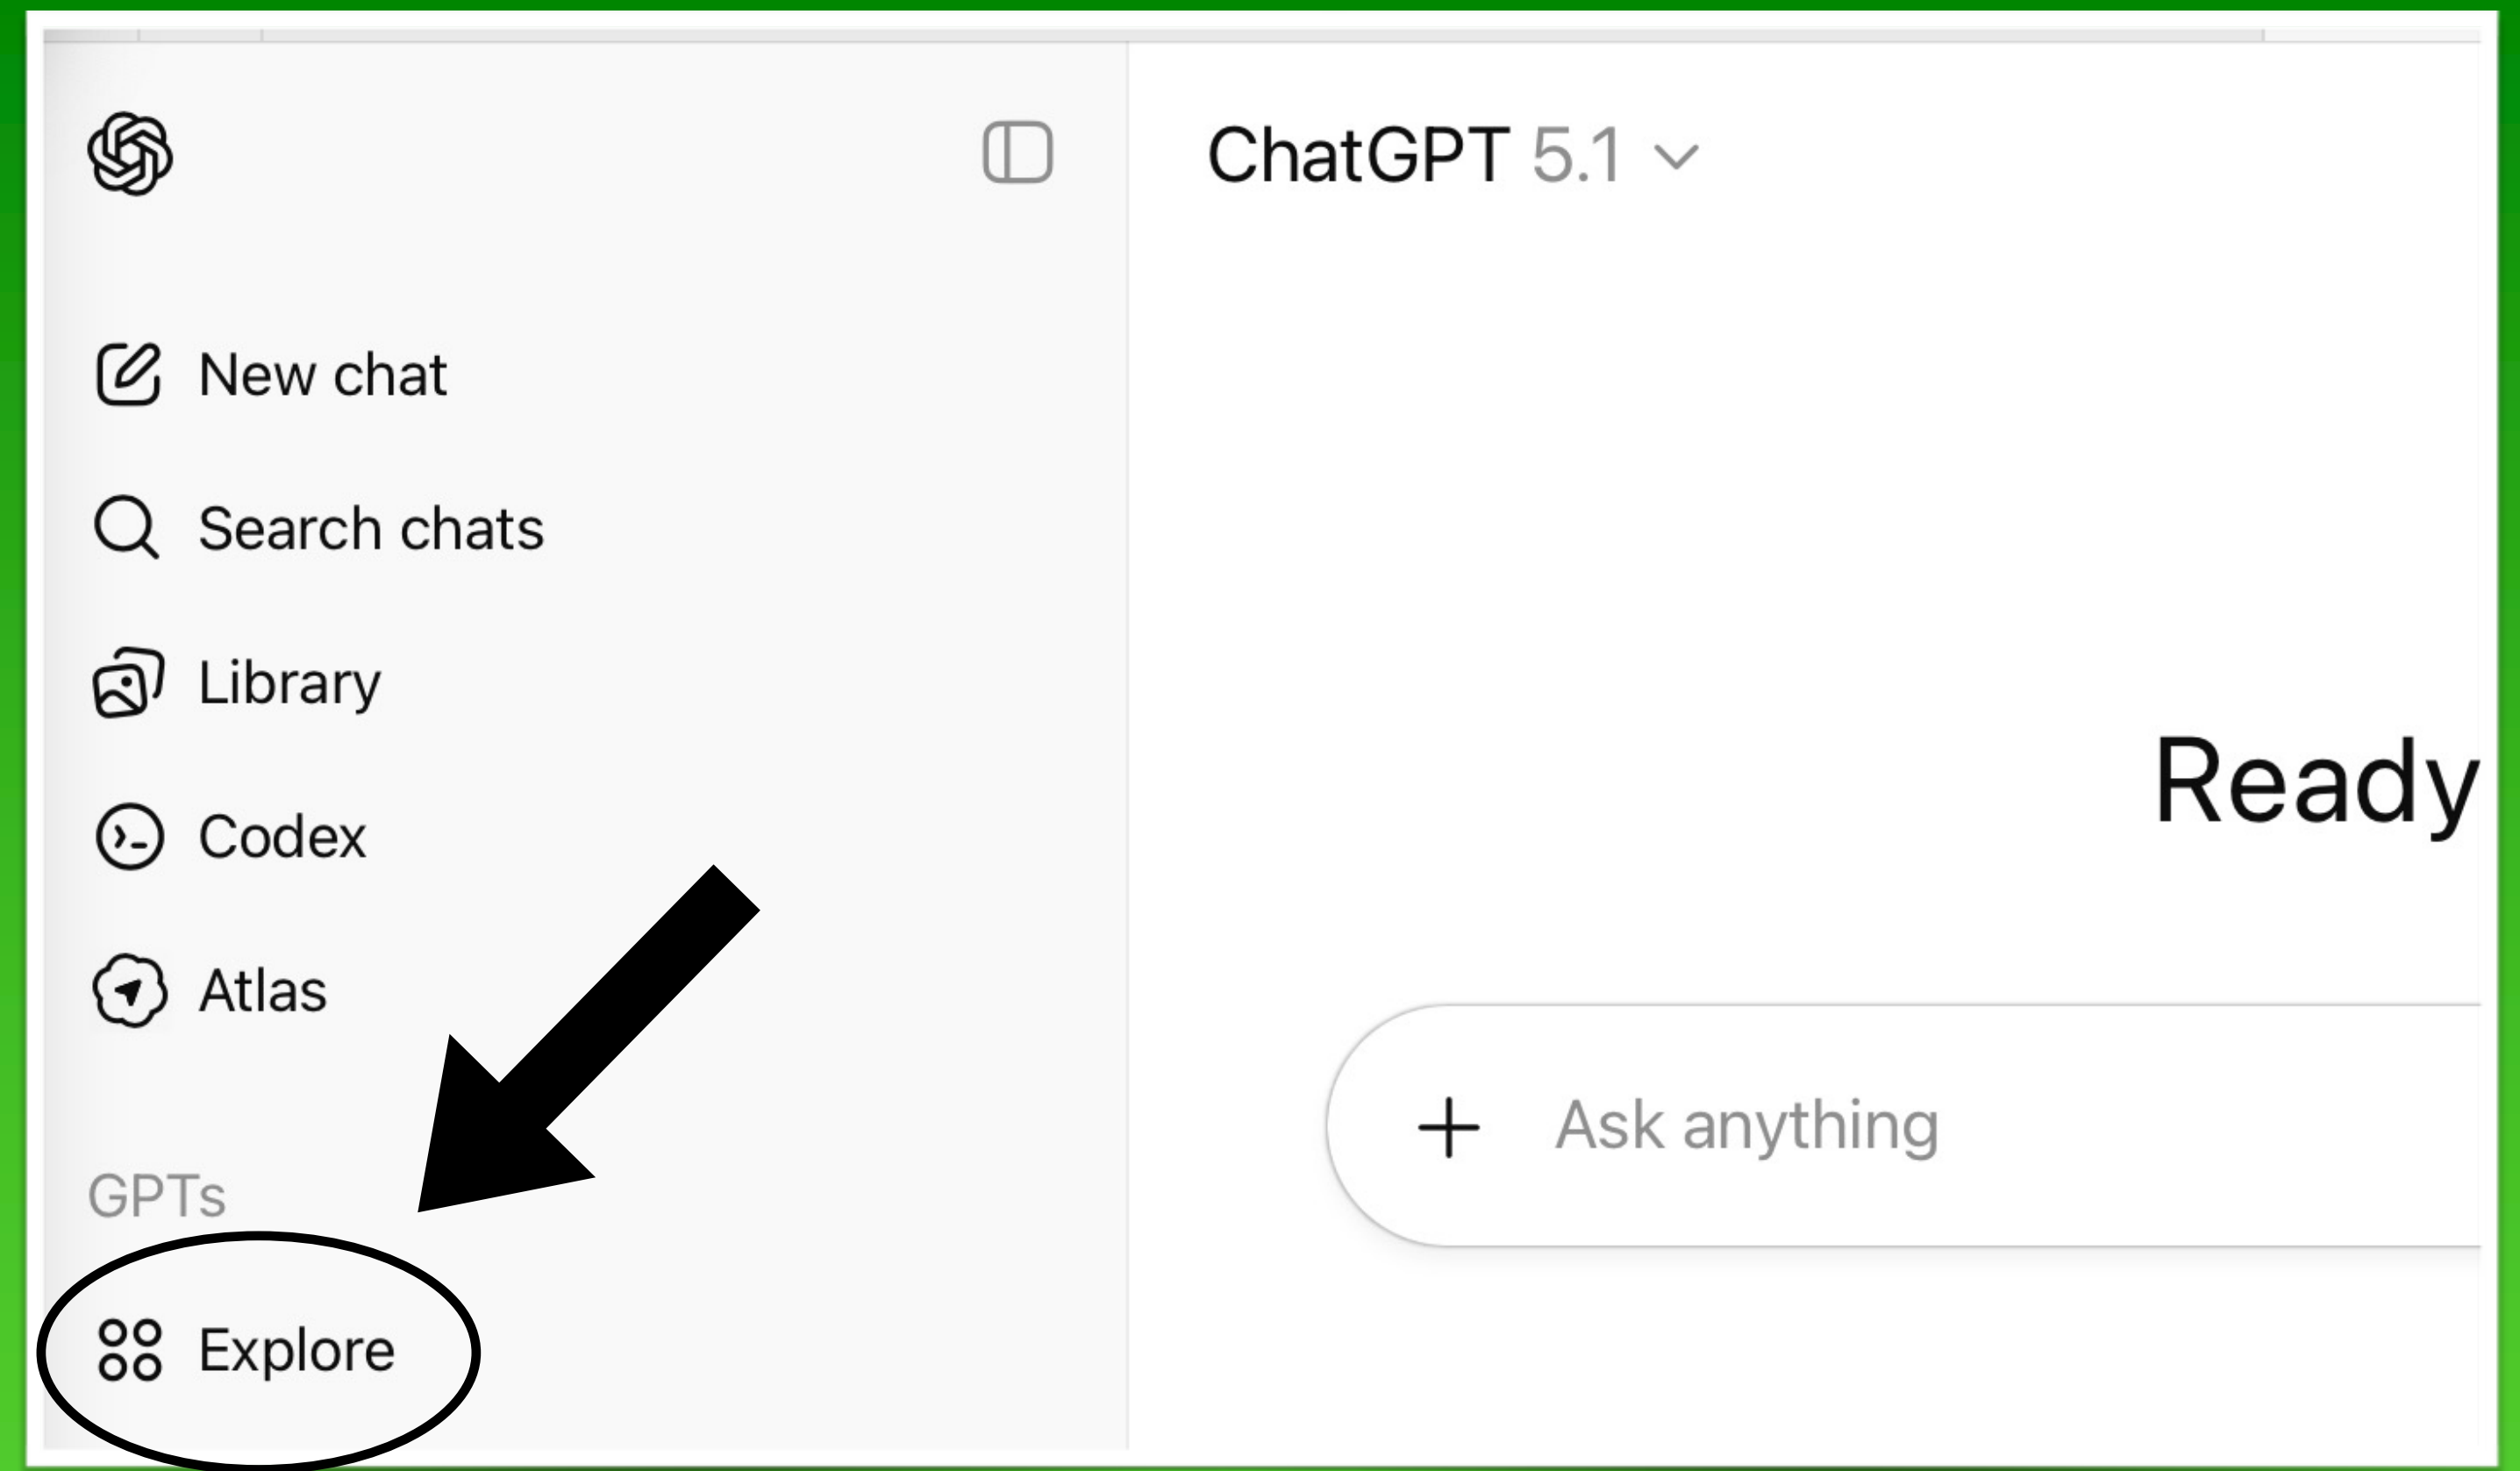 ChatGPT 5.1
New chat
Search chats
Library
Codex
Atlas
GPTs
Explore
Ready
Ask anything